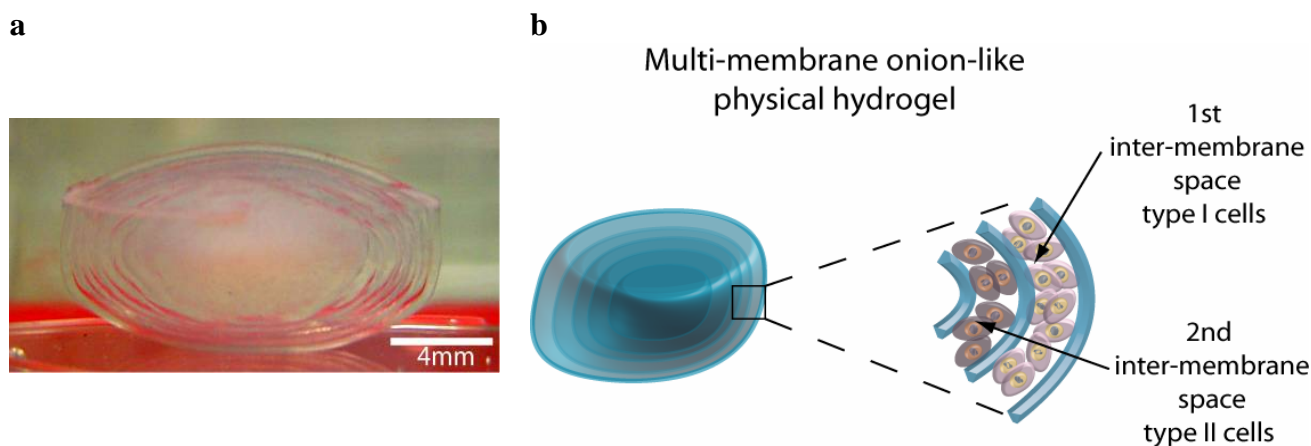 a
b
Multi-membrane onion-like
physical hydrogel
1st
inter-membrane
space
type I cells
4mm
2nd
inter-membrane
space
type II cells